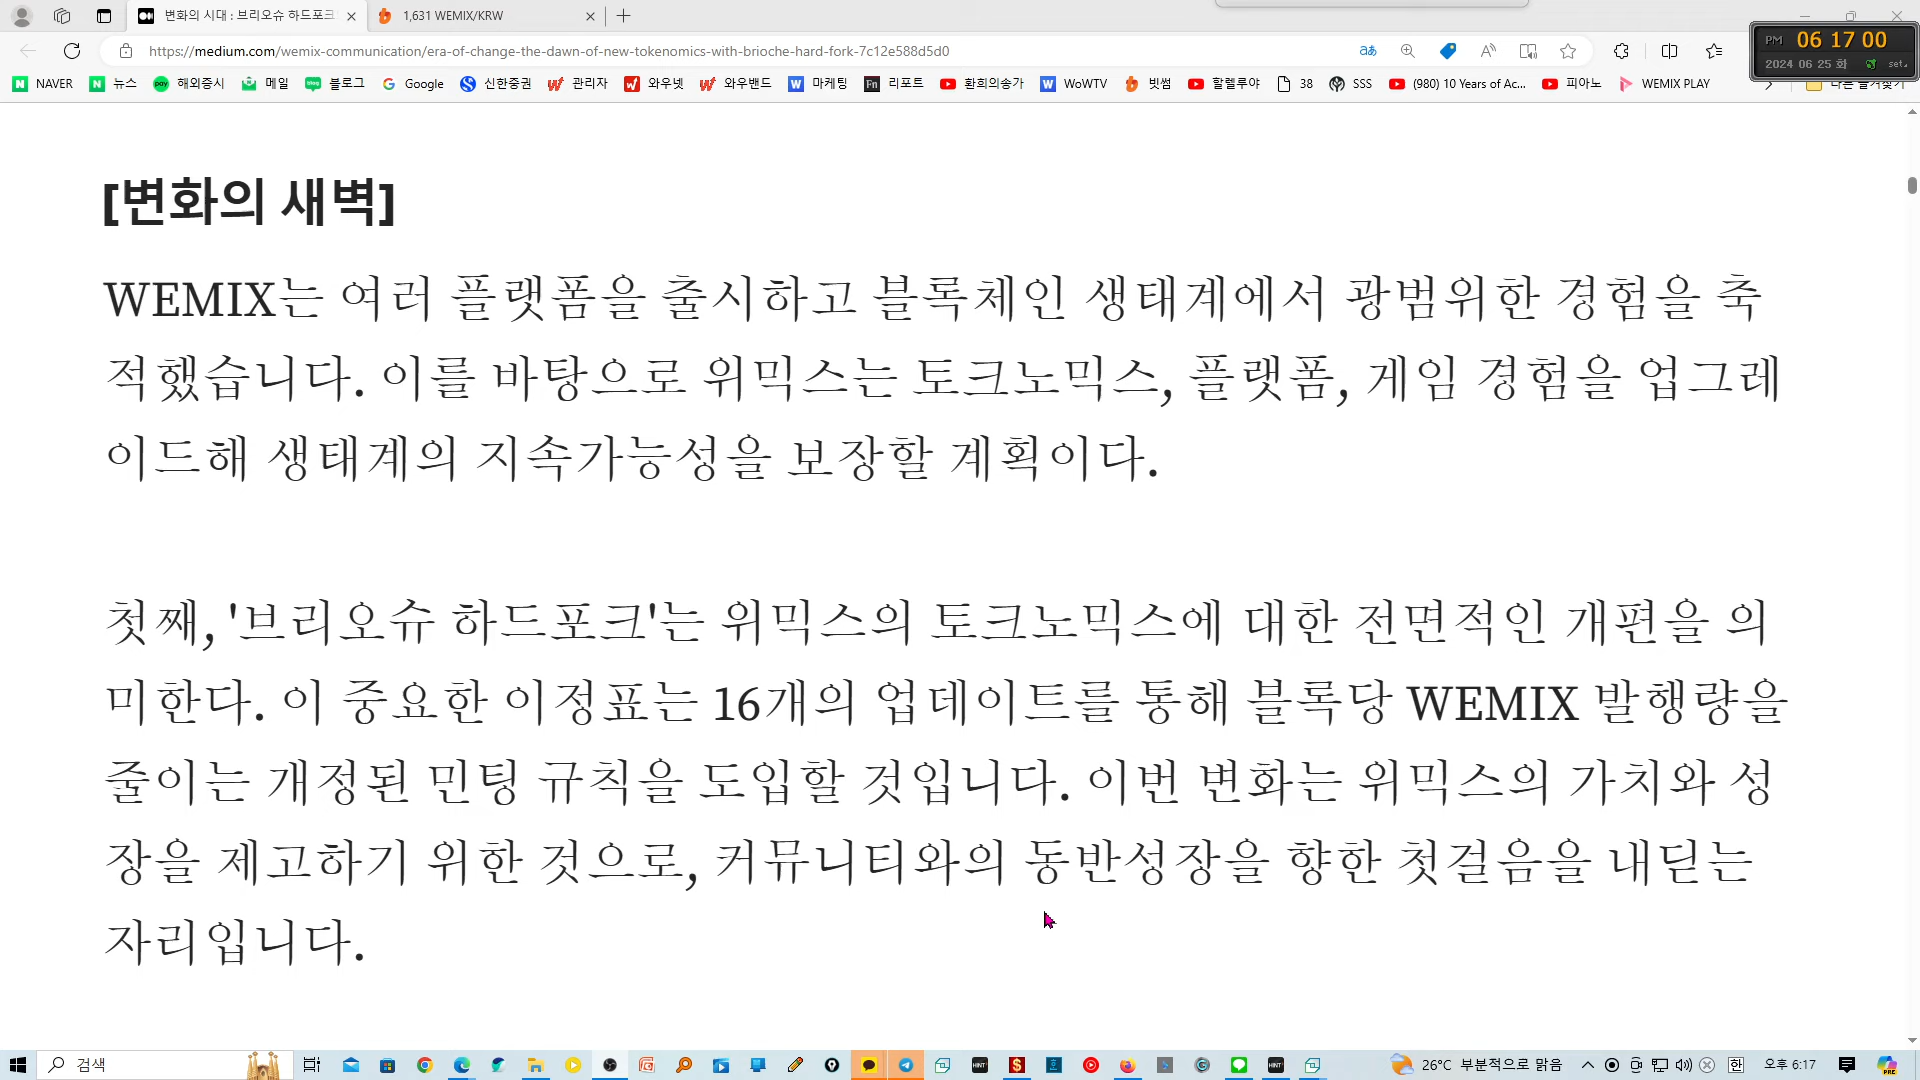 변화의 시대 : 브리오슈 하드포크
1,631 WEMIX/KRW
https://medium.com/wemix-communication/era-of-change-the-dawn-of-new-tokenomics-with-brioche-hard-fork-7c12e588d5d0
PM 06 17 00
2024 06 25 화 set
NAVER 뉴스 해외증시 메일 블로그 Google 신한중권 관리자 와우넷 와우밴드 마케팅 리포트 환희의송가 WoWTV 빗썸 할렐루야 38 SSS (980) 10 Years of Ac... 피아노 WEMIX PLAY
[변화의 새벽]
WEMIX는 여러 플랫폼을 출시하고 블록체인 생태계에서 광범위한 경험을 축
적했습니다. 이를 바탕으로 위믹스는 토크노믹스, 플랫폼, 게임 경험을 업그레
이드해 생태계의 지속가능성을 보장할 계획이다.
첫째, '브리오슈 하드포크'는 위믹스의 토크노믹스에 대한 전면적인 개편을 의
미한다. 이 중요한 이정표는 16개의 업데이트를 통해 블록당 WEMIX 발행량을
줄이는 개정된 민팅 규칙을 도입할 것입니다. 이번 변화는 위믹스의 가치와 성
장을 제고하기 위한 것으로, 커뮤니티와의 동반성장을 향한 첫걸음을 내딛는
자리입니다.
검색
26°C 부분적으로 맑음
한
오후 6:17